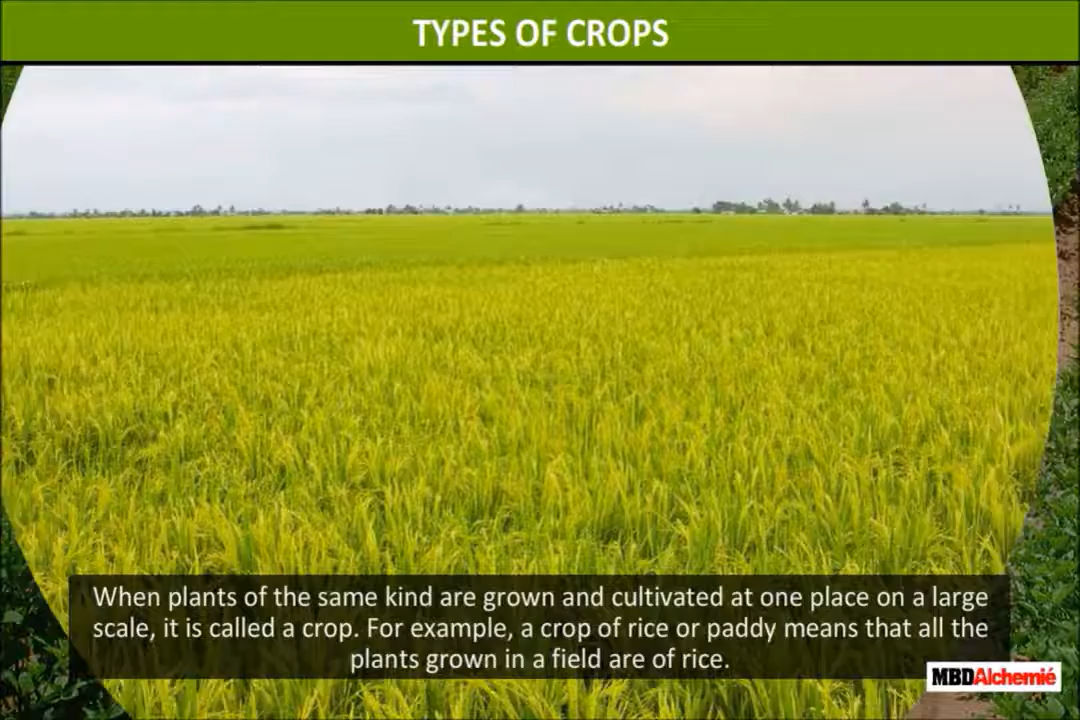 TYPES OF CROPS
When plants of the same kind are grown and cultivated at one place on a large
scale, it is called a crop. For example, a crop of rice or paddy means that all the
plants grown in a field are of rice.
MBDAlchemié